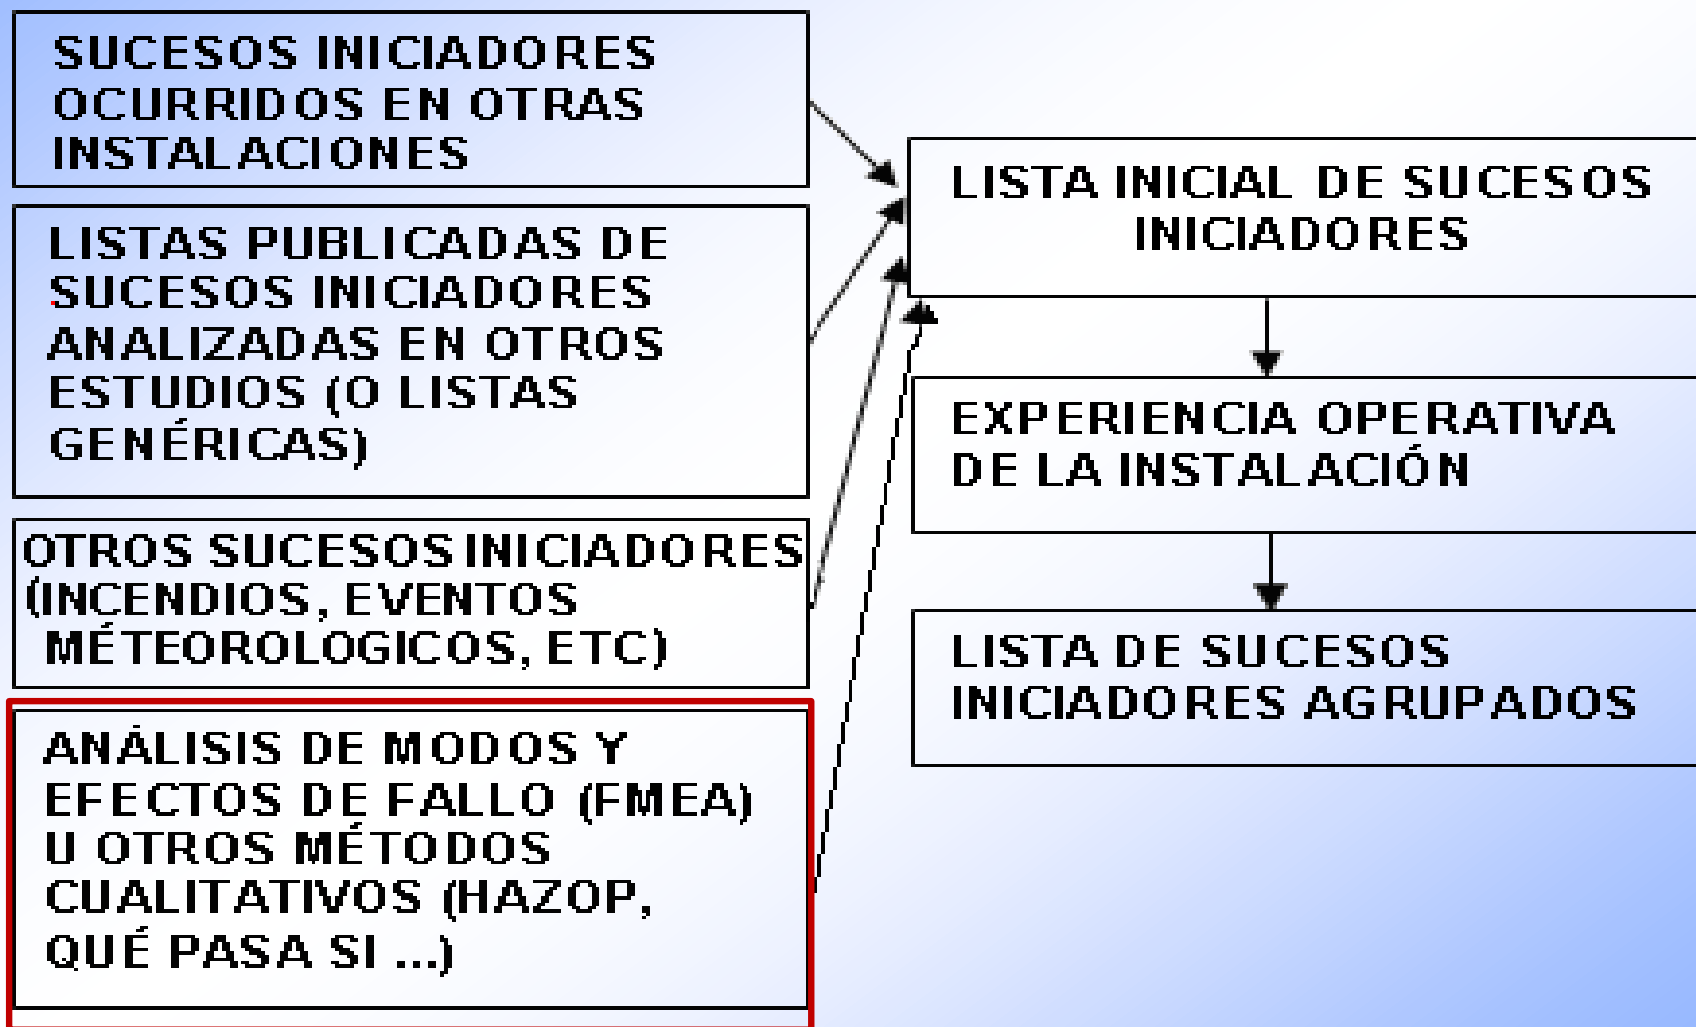 SUCESOS INICIADORES
OCURRIDOS EN OTRAS
INSTALACIONES
LISTAS PUBLICADAS DE
SUCESOS INICIADORES
ANALIZADAS EN OTROS
ESTUDIOS (O LISTAS
GENÉRICAS)
OTROS SUCESOS INICIADORES
(INCENDIOS, EVENTOS
MÉTEOROLOGICOS, ETC)
ANÁLISIS DE MODOS Y
EFECTOS DE FALLO (FMEA)
U OTROS MÉTODOS
CUALITATIVOS (HAZOP,
QUÉ PASA SI ...)
LISTA INICIAL DE SUCESOS
INICIADORES
EXPERIENCIA OPERATIVA
DE LA INSTALACIÓN
LISTA DE SUCESOS
INICIADORES AGRUPADOS